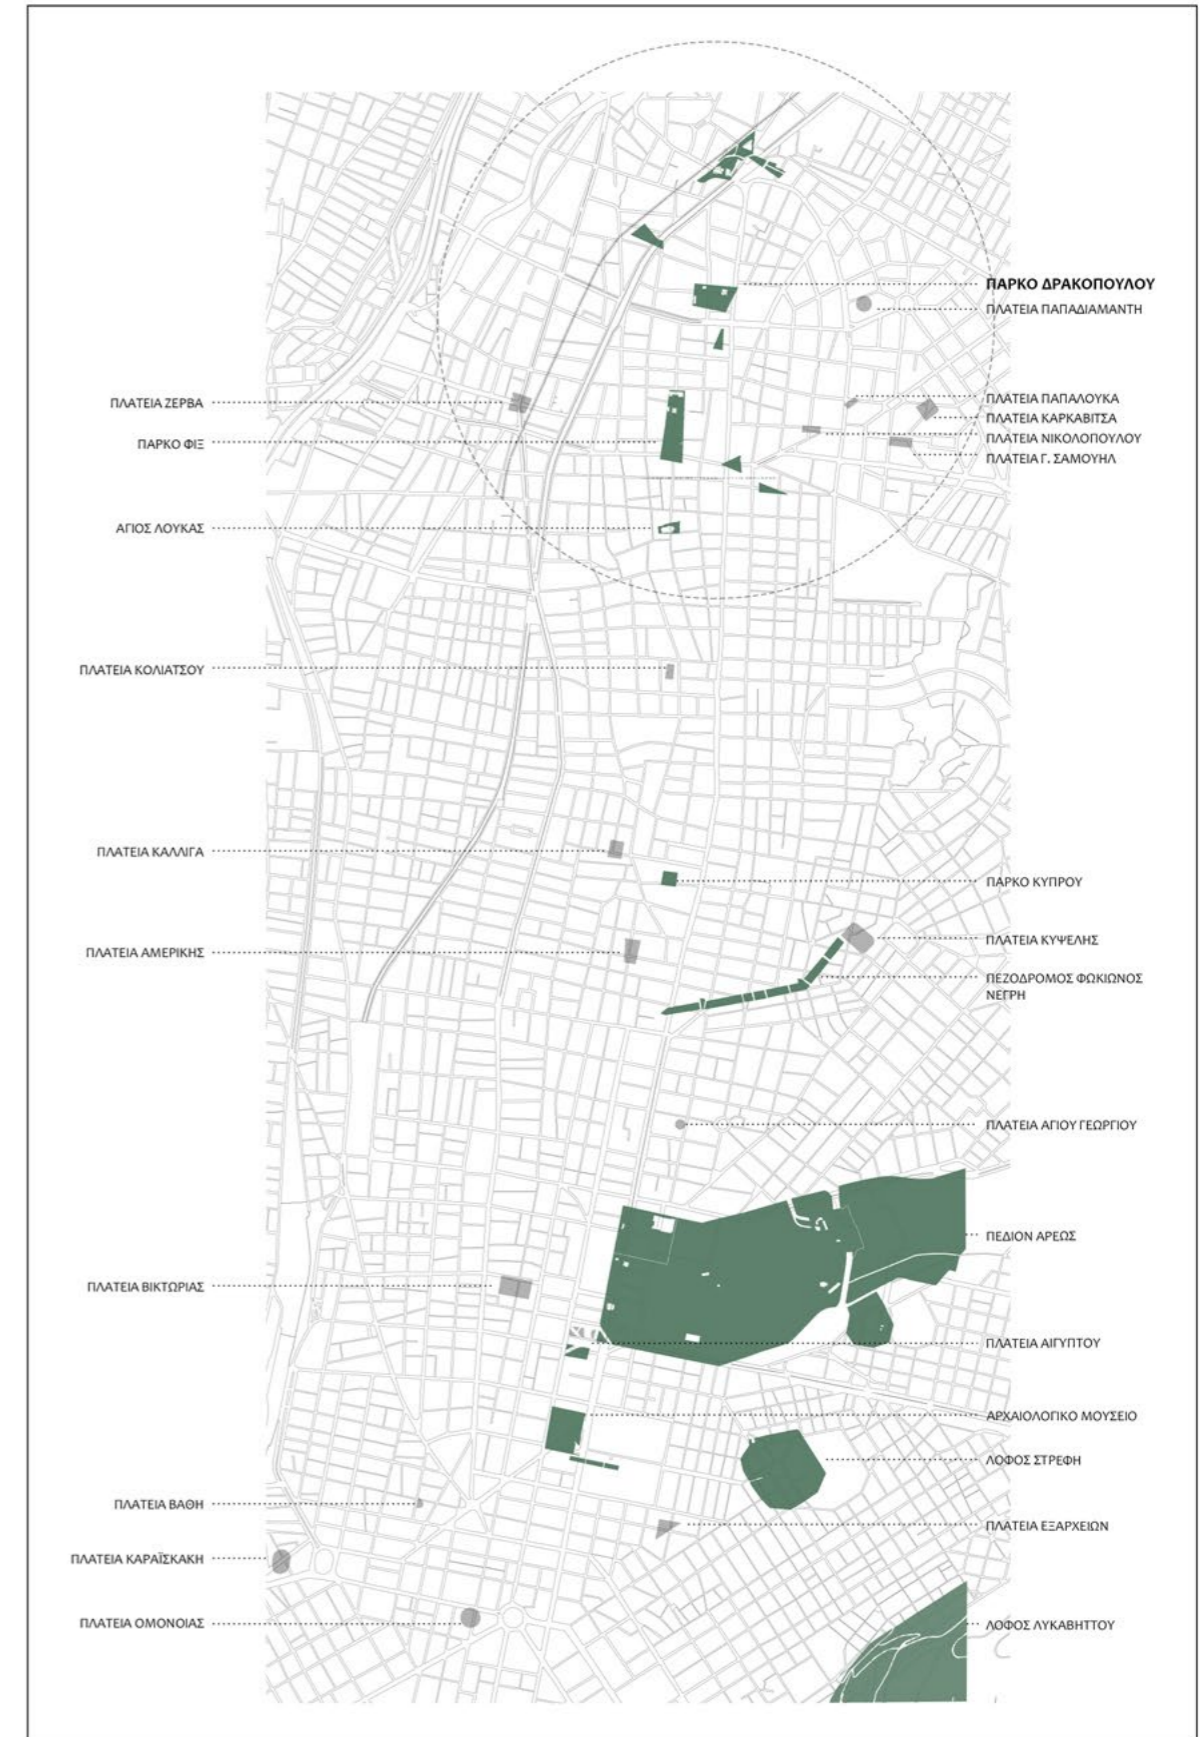 ΠΑΡΚΟ ΔΡΑΚΟΠΟΥΛΟΥ
ΠΛΑΤΕΙΑ ΠΑΠΑΔΙΑΜΑΝΤΗ
ΠΛΑΤΕΙΑ ΖΕΡΒΑ
ΠΑΡΚΟ ΦΙΞ
ΠΛΑΤΕΙΑ ΠΑΠΑΛΟΥΚΑ
ΠΛΑΤΕΙΑ ΚΑΡΚΑΒΙΤΣΑ
ΠΛΑΤΕΙΑ ΝΙΚΟΛΟΠΟΥΛΟΥ
ΠΛΑΤΕΙΑ Γ. ΣΑΜΟΥΗΛ
ΑΓΙΟΣ ΛΟΥΚΑΣ
ΠΛΑΤΕΙΑ ΚΟΛΙΑΤΣΟΥ
ΠΛΑΤΕΙΑ ΚΑΛΛΙΓΑ
ΠΑΡΚΟ ΚΥΠΡΟΥ
ΠΛΑΤΕΙΑ ΚΥΨΕΛΗΣ
ΠΛΑΤΕΙΑ ΑΜΕΡΙΚΗΣ
ΠΕΖΟΔΡΟΜΟΣ ΦΩΚΙΩΝΟΣ
ΝΕΓΡΗ
ΠΛΑΤΕΙΑ ΑΓΙΟΥ ΓΕΩΡΓΙΟΥ
ΠΕΔΙΟΝ ΑΡΕΩΣ
ΠΛΑΤΕΙΑ ΒΙΚΤΩΡΙΑΣ
ΠΛΑΤΕΙΑ ΑΙΓΥΠΤΟΥ
ΑΡΧΑΙΟΛΟΓΙΚΟ ΜΟΥΣΕΙΟ
ΛΟΦΟΣ ΣΤΡΕΦΗ
ΠΛΑΤΕΙΑ ΒΑΘΗ
ΠΛΑΤΕΙΑ ΕΞΑΡΧΕΙΩΝ
ΠΛΑΤΕΙΑ ΚΑΡΑΪΣΚΑΚΗ
ΠΛΑΤΕΙΑ ΟΜΟΝΟΙΑΣ
ΛΟΦΟΣ ΛΥΚΑΒΗΤΤΟΥ